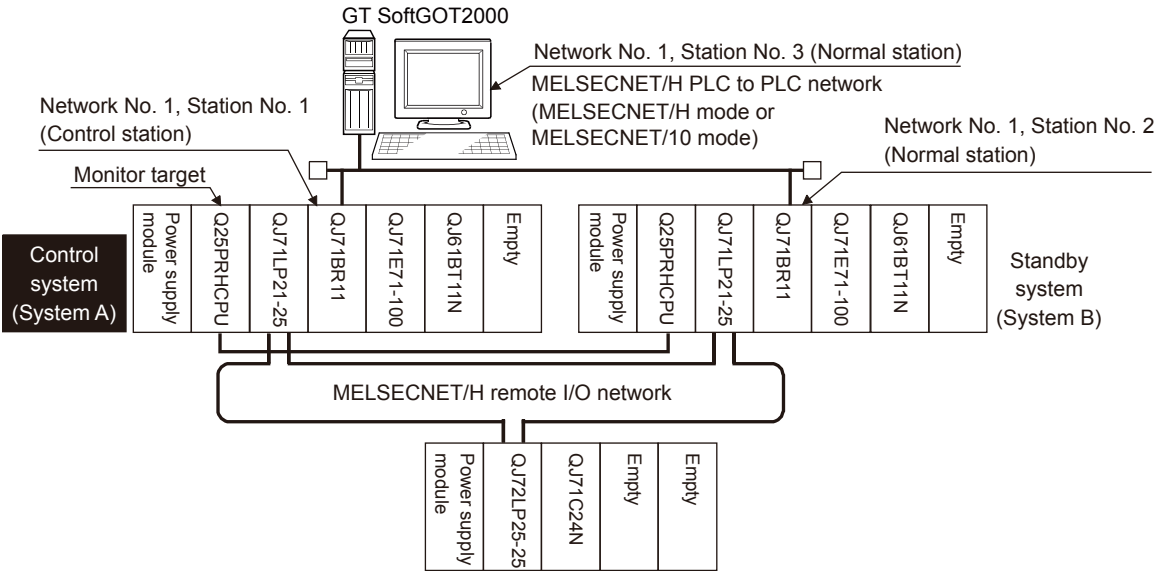 GT SoftGOT2000
Network No. 1, Station No. 3 (Normal station)
MELSECNET/H PLC to PLC network
(MELSECNET/H mode or
MELSECNET/10 mode)
Network No. 1, Station No. 1
(Control station)
Network No. 1, Station No. 2
(Normal station)
Monitor target
Control
system
(System A)
Power supply
module
Q25PRHCPU
QJ71LP21-25
QJ71BR11
QJ71E71-100
QJ61BT11N
Empty
Power supply
module
Q25PRHCPU
QJ71LP21-25
QJ71BR11
QJ71E71-100
QJ61BT11N
Empty
Standby
system
(System B)
MELSECNET/H remote I/O network
Power supply
module
QJ72LP25-25
QJ71C24N
Empty
Empty